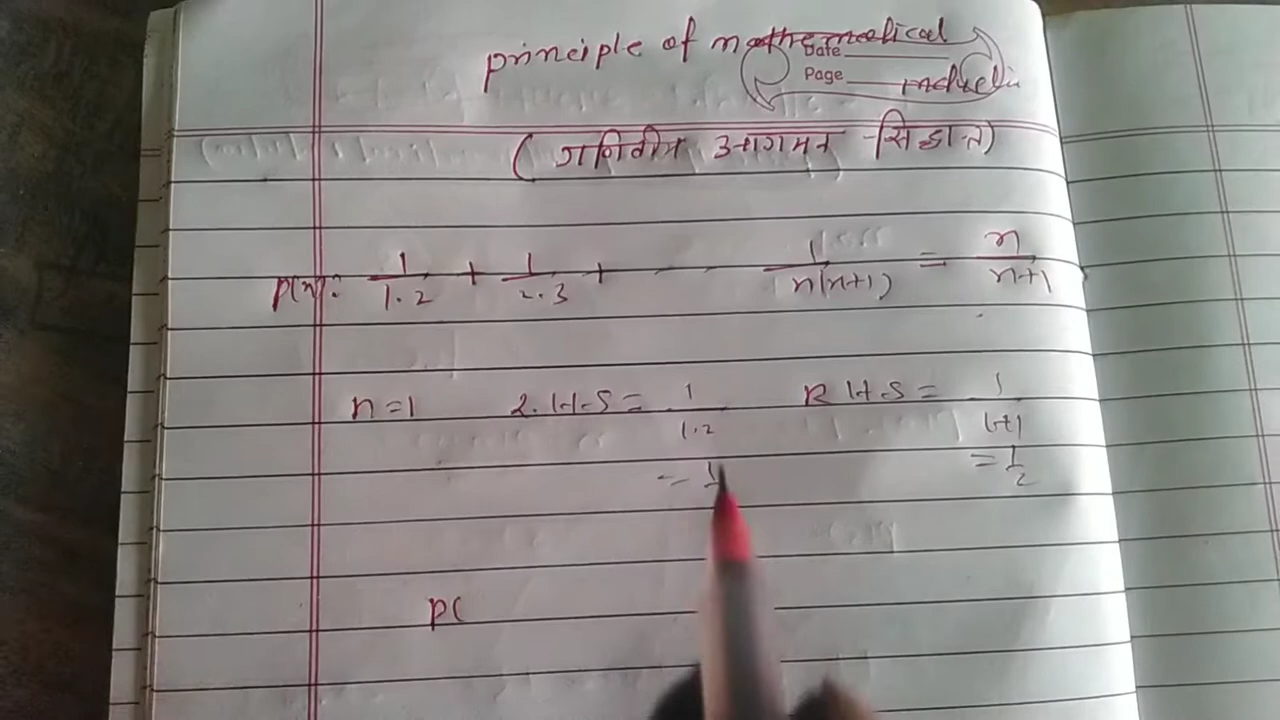 principle of mathematical
Date
Page induction
(गणितीय आगमन सिद्धान्त)
p(n): 1/1.2 + 1/2.3 + - - - 1/n(n+1) = n/n+1
n=1 L.H.S = 1/1.2 R.H.S = 1/1+1
= 1/ = 1/2
p(